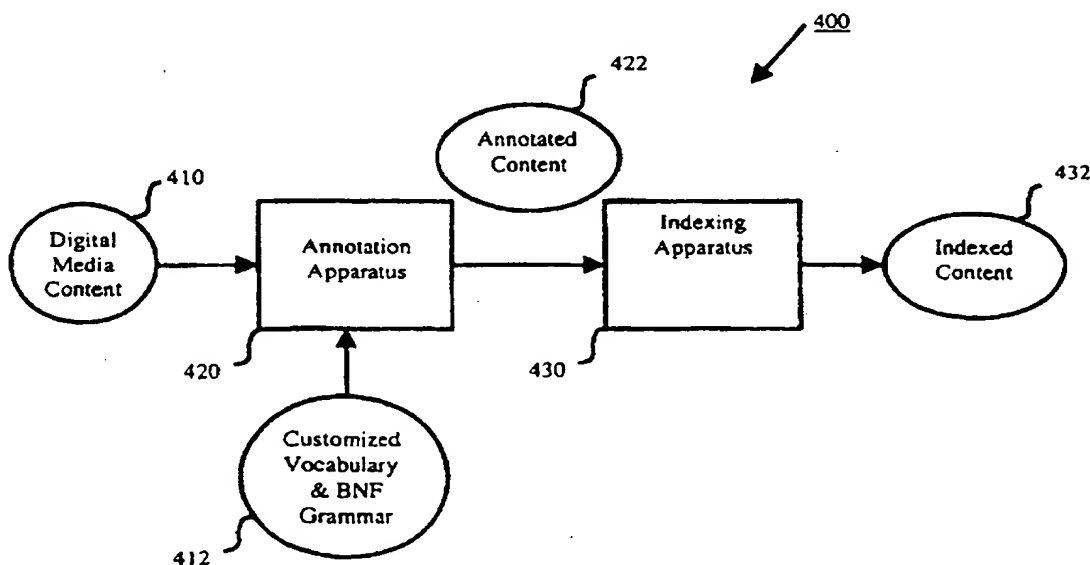 400
422
Annotated
Content
410
432
Digital
Media
Content
Annotation
Apparatus
Indexing
Apparatus
Indexed
Content
420
430
Customized
Vocabulary
& BNF
Grammar
412